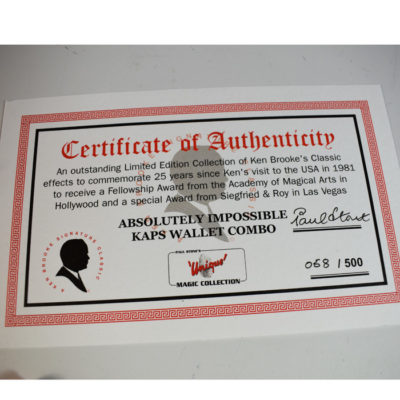 Certificate of Authenticity
An outstanding Limited Edition Collection of Ken Brooke's Classic
effects to commemorate 25 years since Ken's visit to the USA in 1981
to receive a Fellowship Award from the Academy of Magical Arts in
Hollywood and a special Award from Siegfried & Roy in Las Vegas
ABSOLUTELY IMPOSSIBLE
KAPS WALLET COMBO
Paul Stone
A KEN BROOKE SIGNATURE CLASSIC
PAUL STONE'S
'Unique'
MAGIC COLLECTION
068 / 500